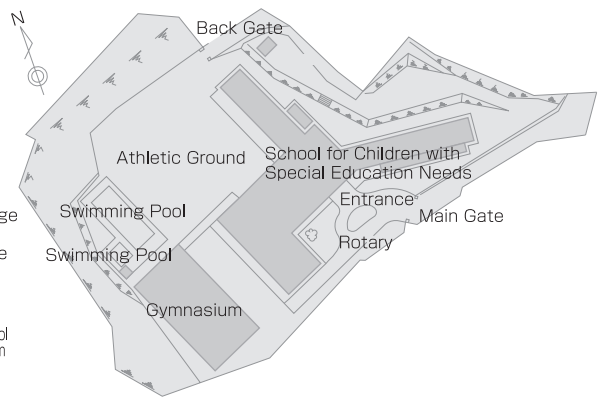 N
Back Gate
Athletic Ground
School for Children with
Special Education Needs
Swimming Pool
Entrance
Main Gate
Swimming Pool
Rotary
Gymnasium